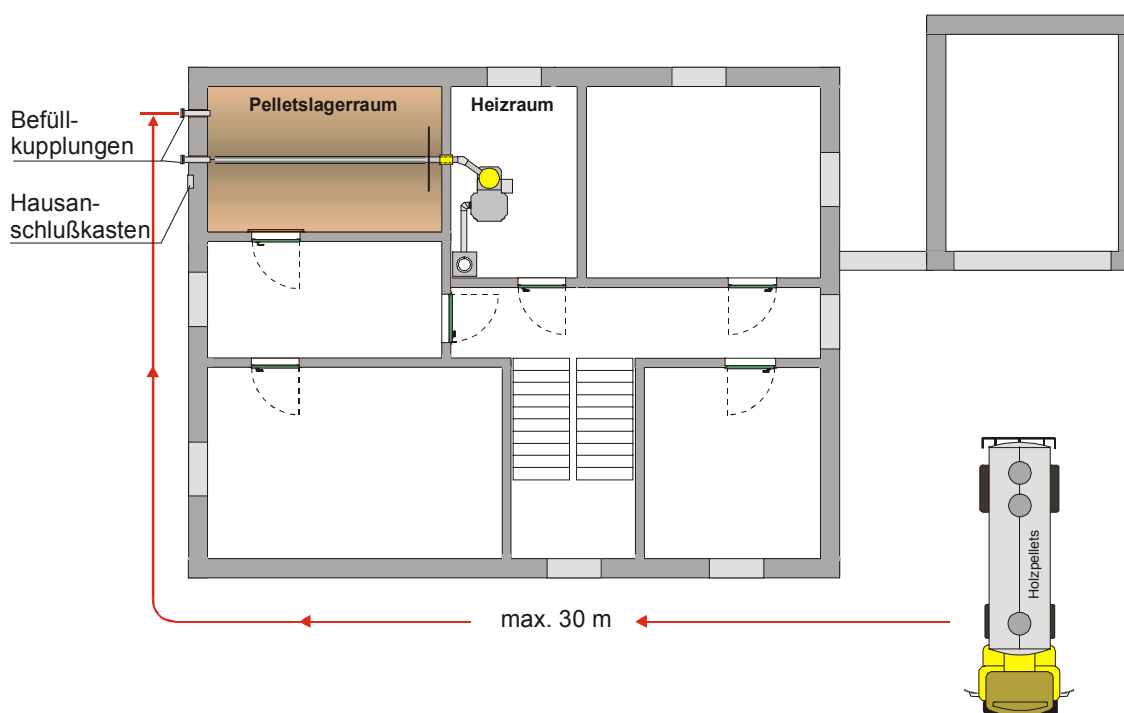 Pelletslagerraum
Heizraum
Befüll-
kupplungen
Hausan-
schlußkasten
max. 30 m
Holzpellets